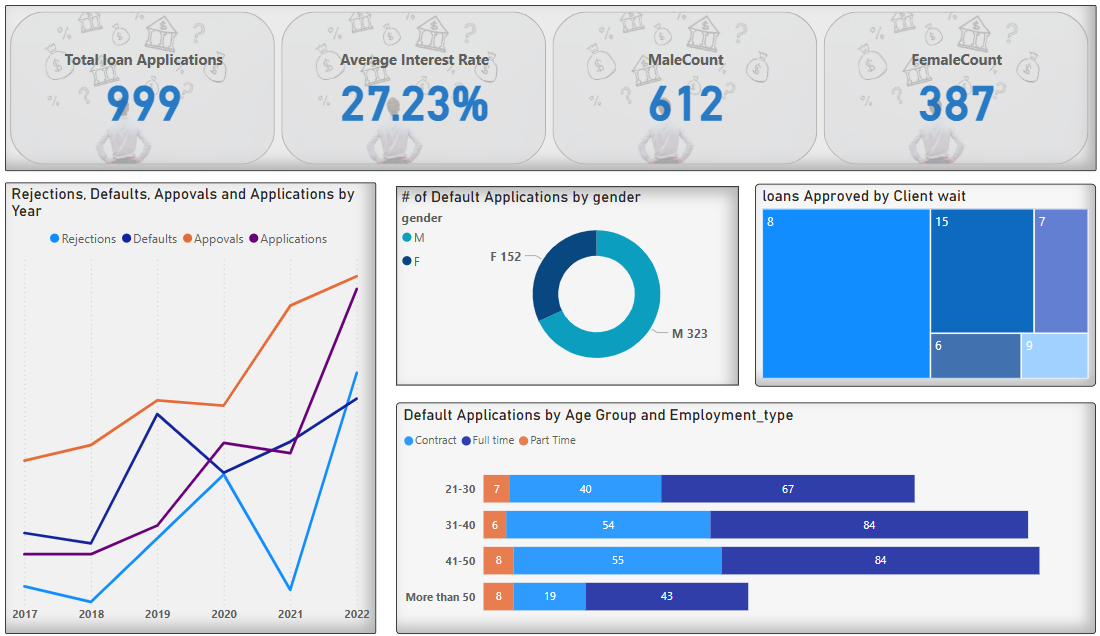 Total loan Applications
999
Average Interest Rate
27.23%
MaleCount
612
FemaleCount
387
Rejections, Defaults, Appovals and Applications by
Year
Rejections Defaults Appovals Applications
2017 2018 2019 2020 2021 2022
# of Default Applications by gender
gender
M
F
F 152
M 323
loans Approved by Client wait
8
15
7
6
9
Default Applications by Age Group and Employment_type
Contract Full time Part Time
21-30 7 40 67
31-40 6 54 84
41-50 8 55 84
More than 50 8 19 43